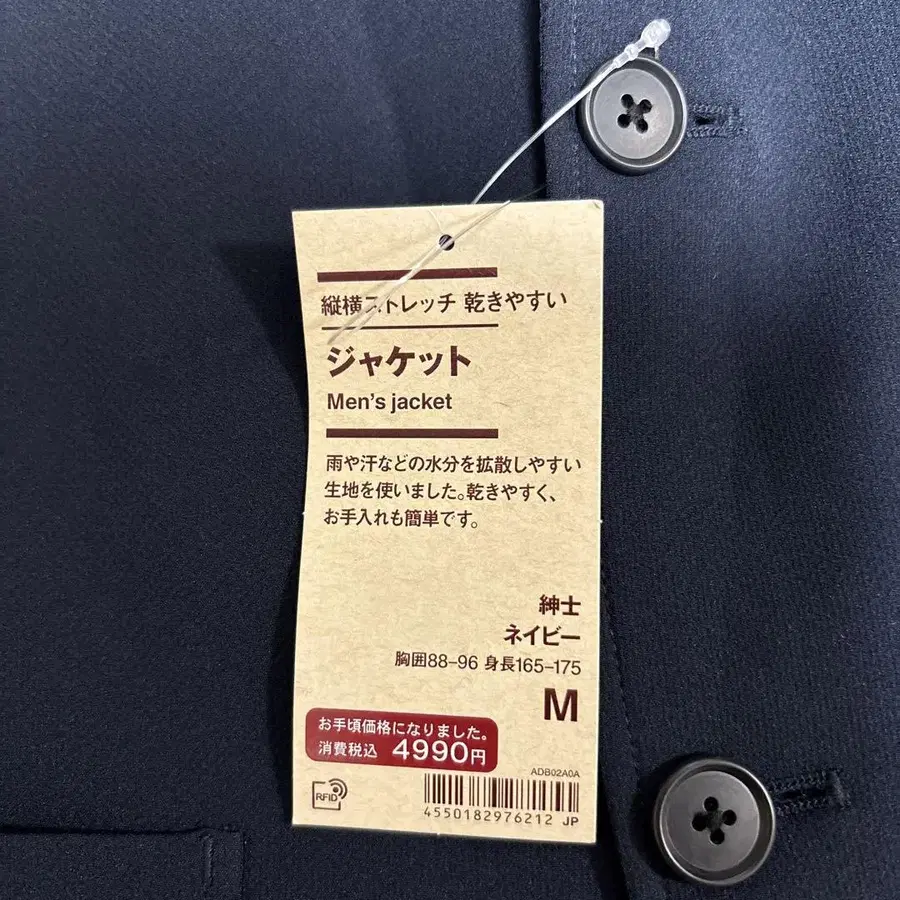 縦横ストレッチ 乾きやすい
ジャケット
Men's jacket
雨や汗などの水分を拡散しやすい
生地を使いました。乾きやすく、
お手入れも簡単です。
紳士
ネイビー
胸囲88-96 身長165-175
M
お手頃価格になりました。
消費税込 4990円
ADB02A0A
RFID
4550182976212 JP